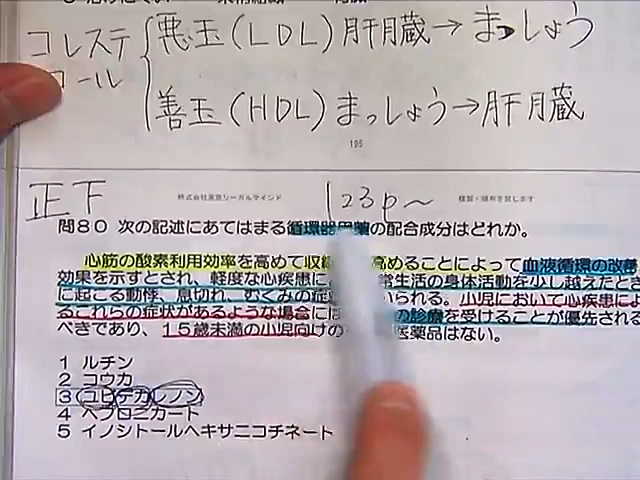 コレステ
ロール
悪玉(LDL)肝臓→まっしょう
善玉(HDL)まっしょう→肝臓
195
正下
株式会社東京リーガルマインド
123p~
複製・頒布を禁じます
問80 次の記述にあてはまる循環器用薬の配合成分はどれか。
心筋の酸素利用効率を高めて収 高めることによって血液循環の改善
効果を示すとされ、軽度な心疾患に 常生活の身体活動を少し越えたとき
に起こる動悸、息切れ、むくみの症 いられる。小児において心疾患によ
るこれらの症状があるような場合に の診療を受けることが優先される
べきであり、15歳未満の小児向けの 医薬品はない。
1 ルチン
2 コウカ
3 ユビデカレノン
4 ヘプロニカート
5 イノシトールヘキサニコチネート